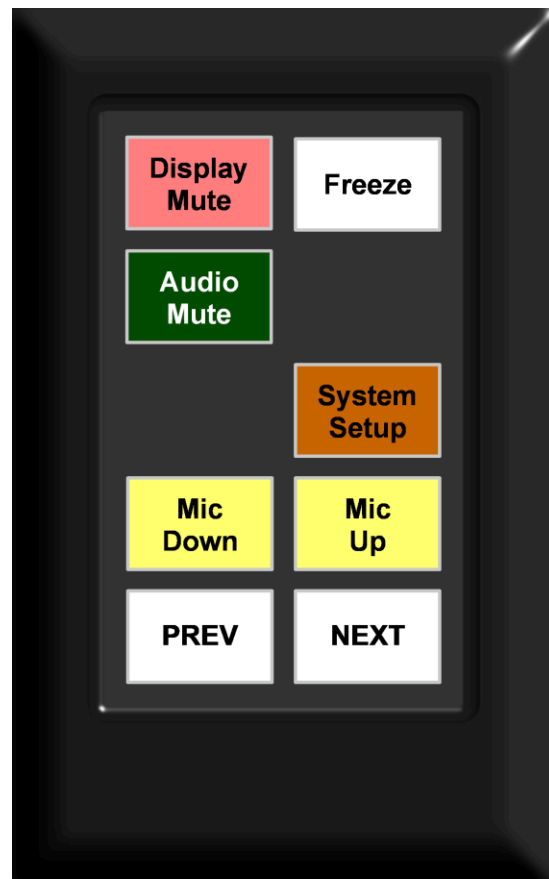 Display
Mute
Freeze
Audio
Mute
System
Setup
Mic
Down
Mic
Up
PREV
NEXT